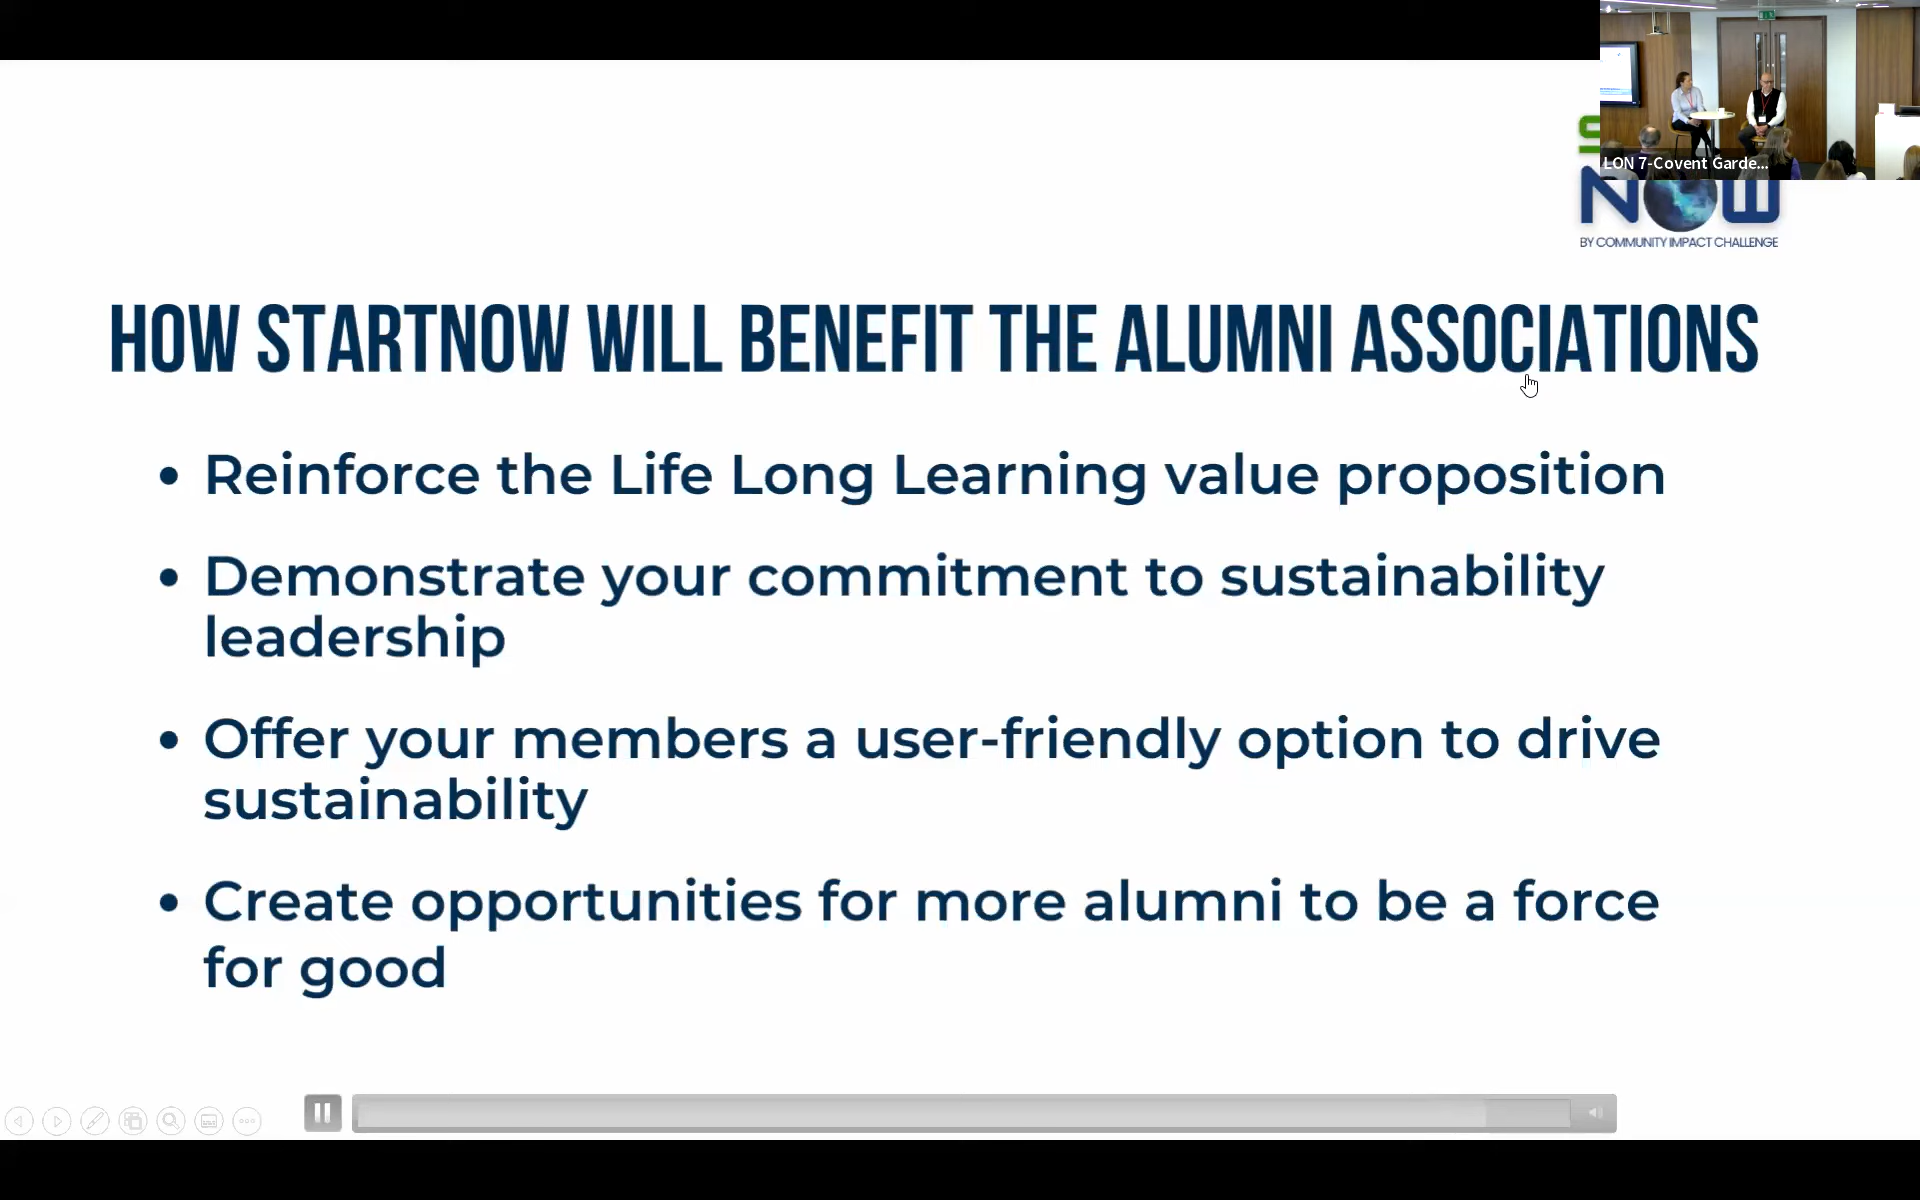 LON 7-Covent Garde...
S
NOW
BY COMMUNITY IMPACT CHALLENGE
HOW STARTNOW WILL BENEFIT THE ALUMNI ASSOCIATIONS
• Reinforce the Life Long Learning value proposition
• Demonstrate your commitment to sustainability
leadership
• Offer your members a user-friendly option to drive
sustainability
• Create opportunities for more alumni to be a force
for good